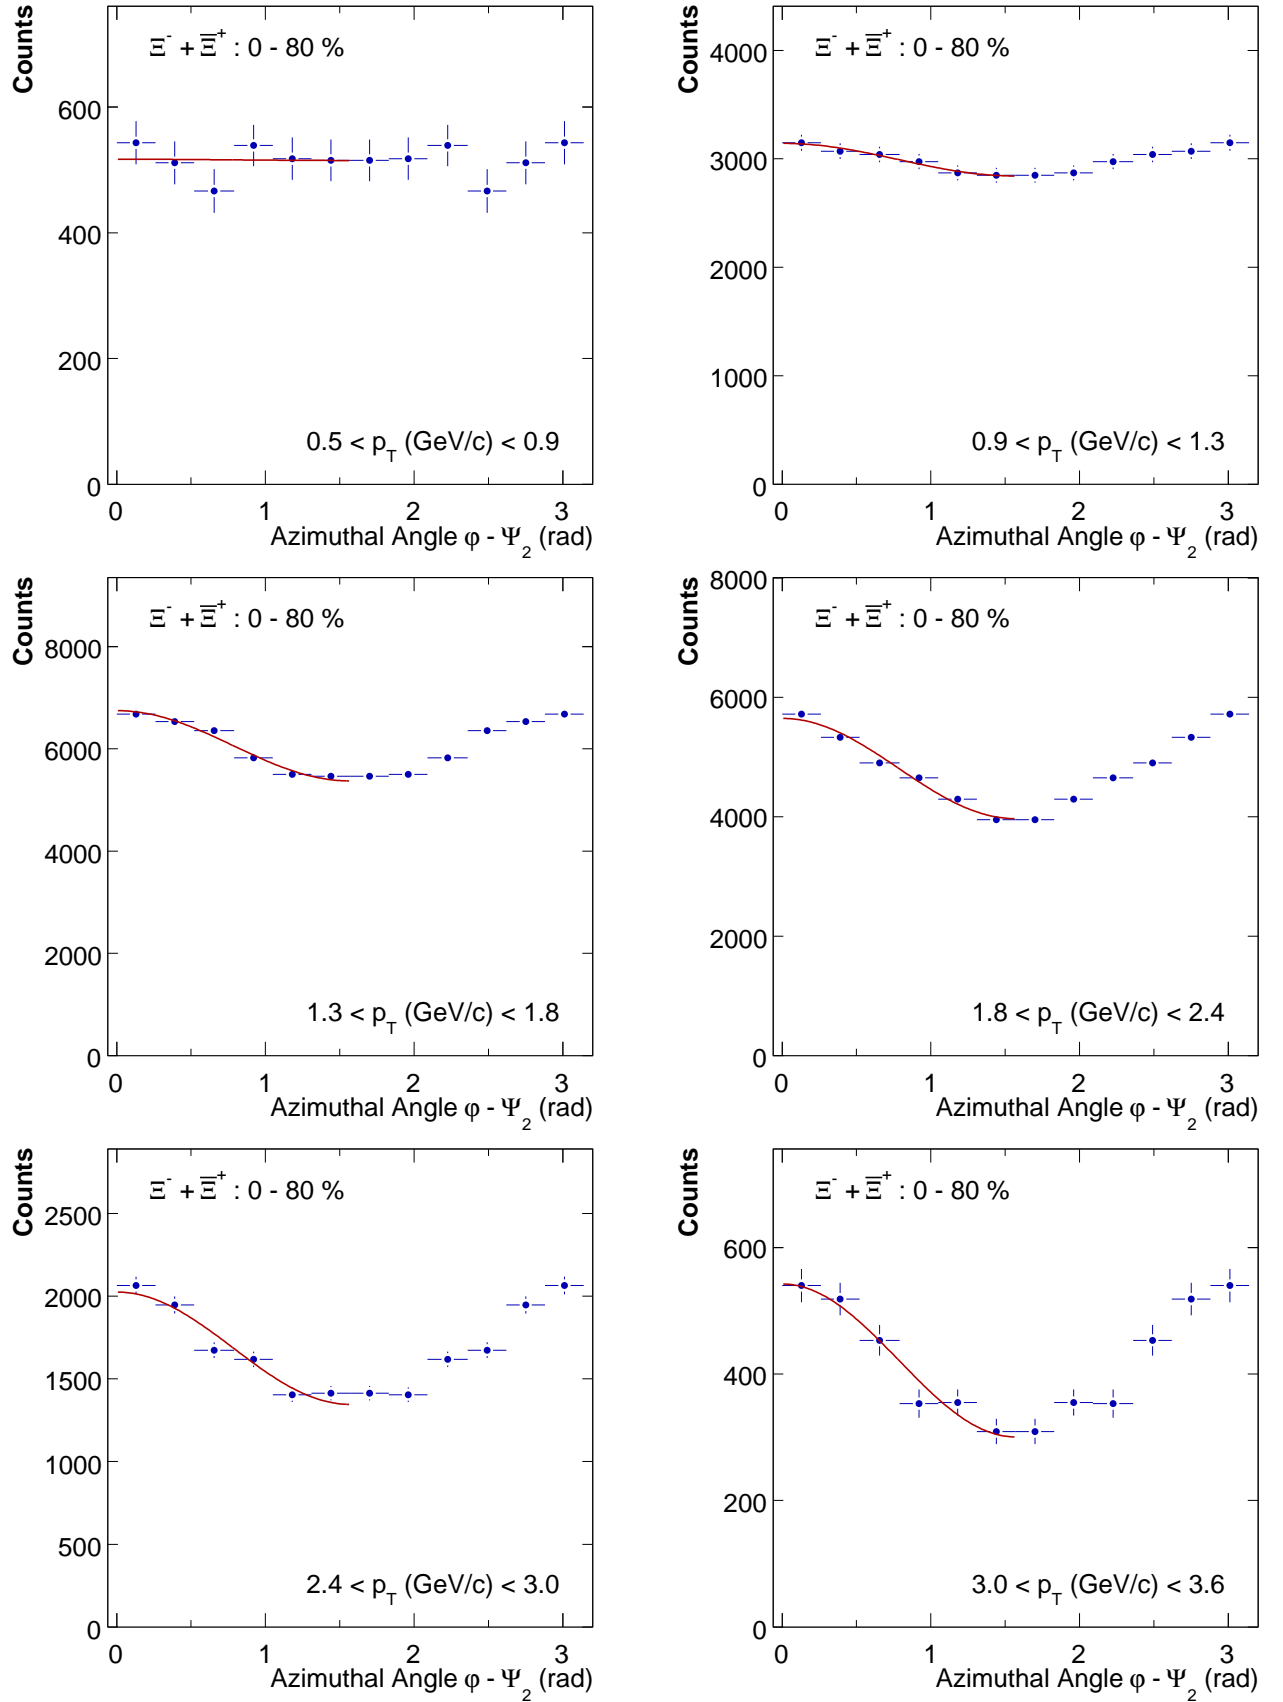 Counts
Ξ⁻ + Ξ̅⁺ : 0 - 80 %
600
400
200
0
0.5 < p_T (GeV/c) < 0.9
0 1 2 3
Azimuthal Angle φ - Ψ₂ (rad)
Counts
Ξ⁻ + Ξ̅⁺ : 0 - 80 %
4000
3000
2000
1000
0
0.9 < p_T (GeV/c) < 1.3
0 1 2 3
Azimuthal Angle φ - Ψ₂ (rad)
Counts
Ξ⁻ + Ξ̅⁺ : 0 - 80 %
8000
6000
4000
2000
0
1.3 < p_T (GeV/c) < 1.8
0 1 2 3
Azimuthal Angle φ - Ψ₂ (rad)
Counts
8000
Ξ⁻ + Ξ̅⁺ : 0 - 80 %
6000
4000
2000
0
1.8 < p_T (GeV/c) < 2.4
0 1 2 3
Azimuthal Angle φ - Ψ₂ (rad)
Counts
Ξ⁻ + Ξ̅⁺ : 0 - 80 %
2500
2000
1500
1000
500
0
2.4 < p_T (GeV/c) < 3.0
0 1 2 3
Azimuthal Angle φ - Ψ₂ (rad)
Counts
Ξ⁻ + Ξ̅⁺ : 0 - 80 %
600
400
200
0
3.0 < p_T (GeV/c) < 3.6
0 1 2 3
Azimuthal Angle φ - Ψ₂ (rad)